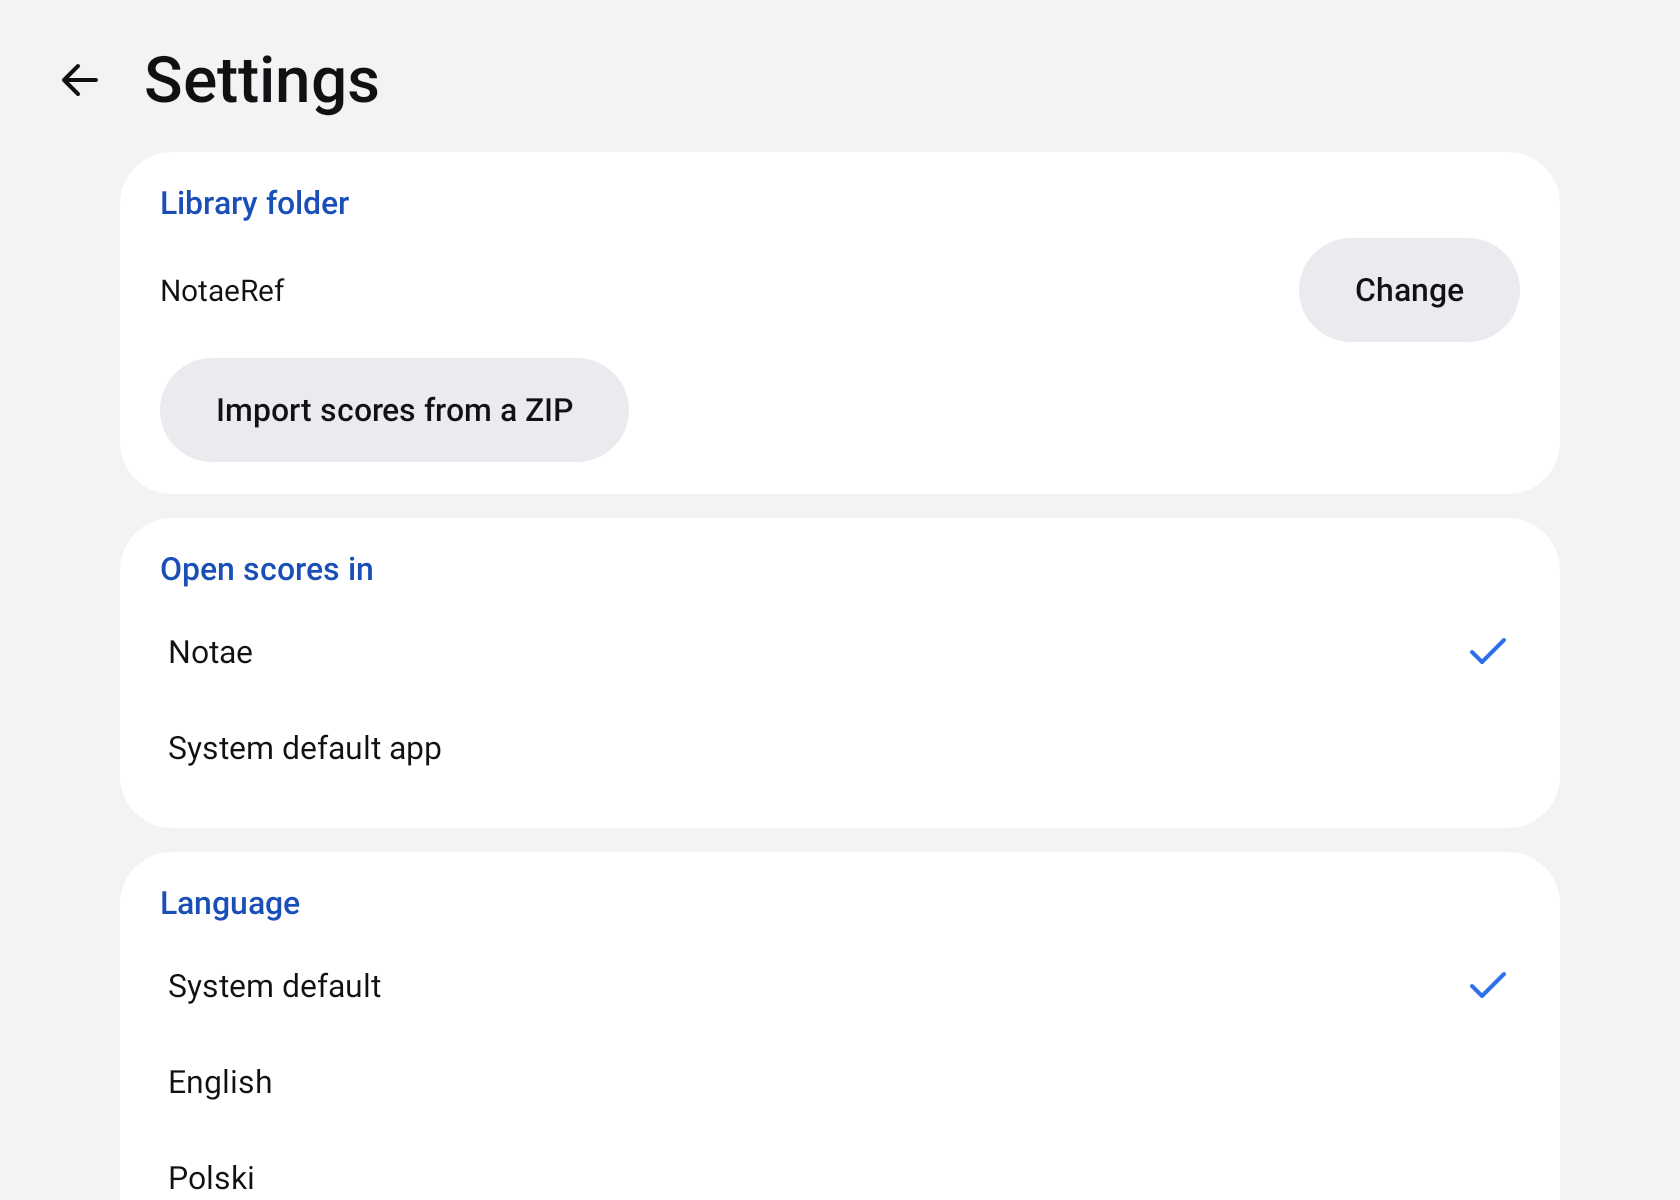 Settings
Library folder
NotaeRef
Change
Import scores from a ZIP
Open scores in
Notae
System default app
Language
System default
English
Polski